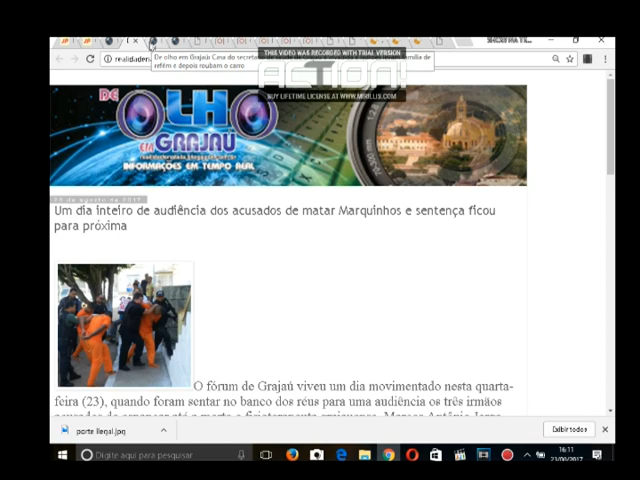 THIS VIDEO WAS RECORDED WITH TRIAL VERSION
ACTION!
BUY LIFETIME LICENSE AT WWW.MIRILLIS.COM
De olho em Grajaú Casa do secretário
refém e depois roubam o carro
DE OLHO
EM
GRAJAÚ
INFORMAÇÕES EM TEMPO REAL
Um dia inteiro de audiência dos acusados de matar Marquinhos e sentença ficou
para próxima
O fórum de Grajaú viveu um dia movimentado nesta quarta-
feira (23), quando foram sentar no banco dos réus para uma audiência os três irmãos
porte Ilegal.jpg
Exibir todos
Digite aqui para pesquisar
16:11
23/08/2017